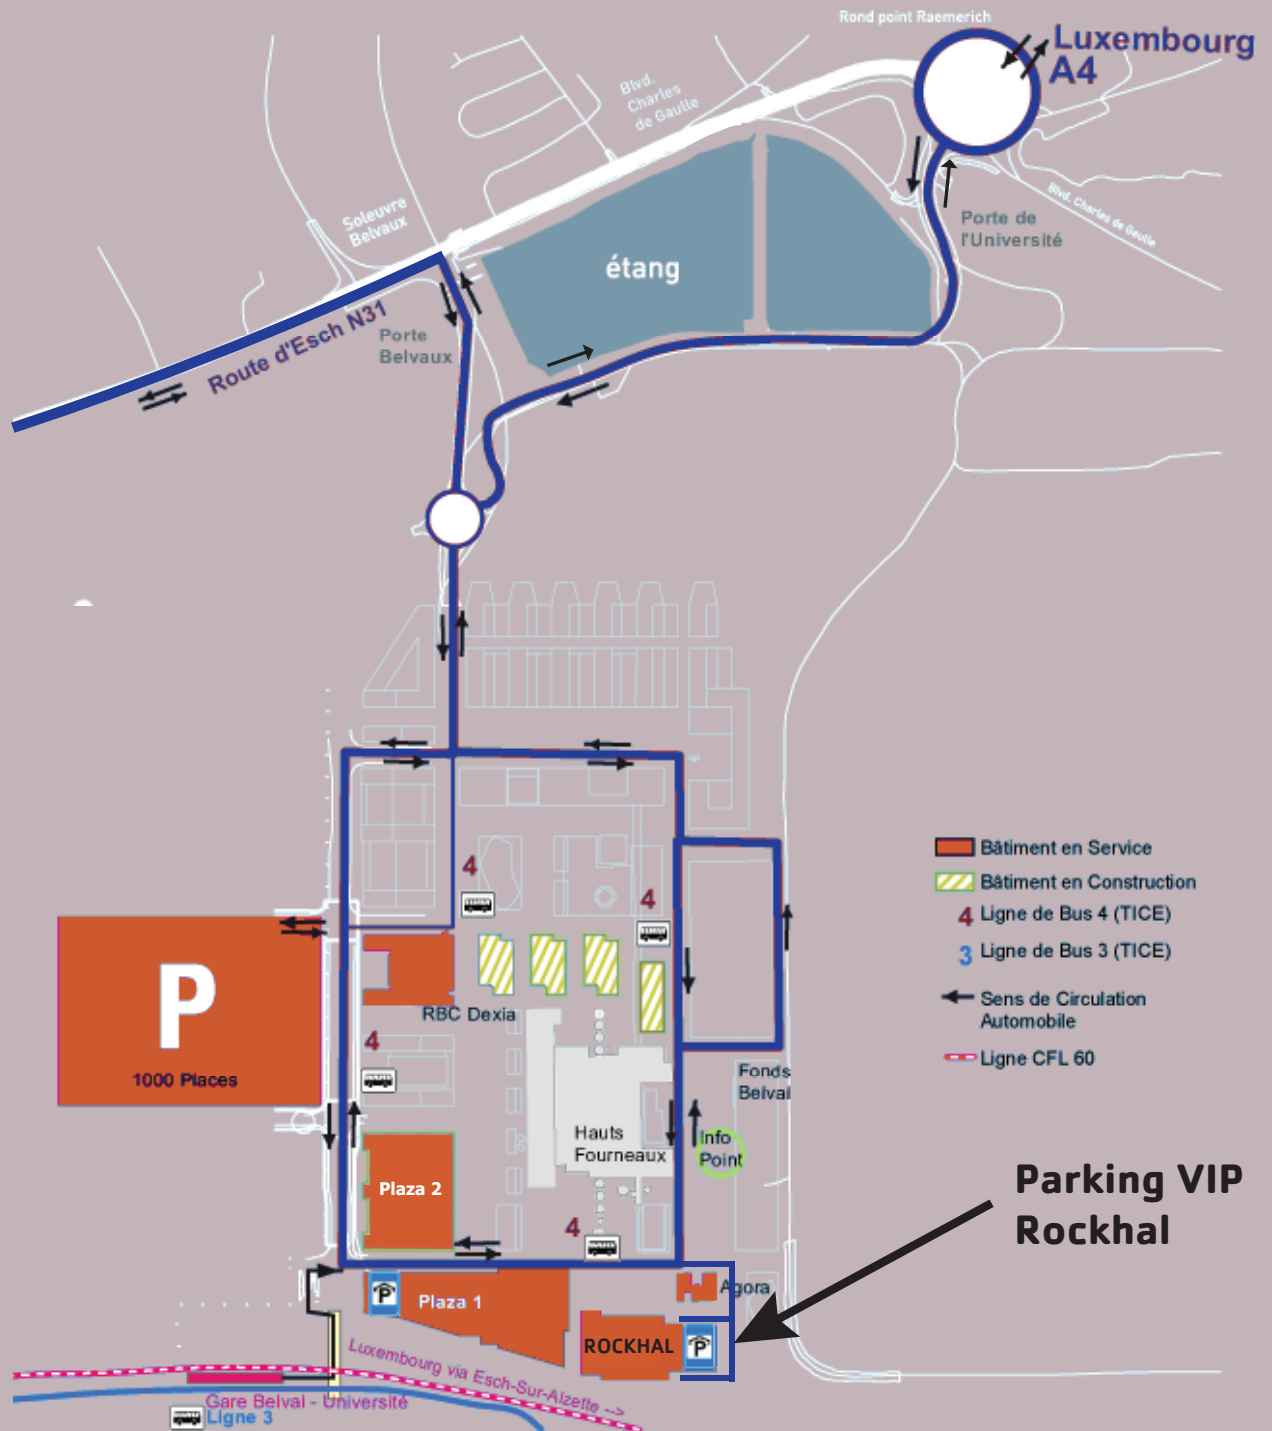 Rond point Raemerich
Luxembourg
A4
Blvd.
Charles
de Gaulle
Blvd. Charles de Gaulle
Soleuvre
Belvaux
Porte de
l'Université
étang
Route d'Esch N31
Porte
Belvaux
4
4
P
1000 Places
RBC Dexia
4
Fonds
Belval
Hauts
Fourneaux
Info
Point
Plaza 2
4
Bâtiment en Service
Bâtiment en Construction
4 Ligne de Bus 4 (TICE)
3 Ligne de Bus 3 (TICE)
Sens de Circulation
Automobile
Ligne CFL 60
Parking VIP
Rockhal
P
Plaza 1
Agora
ROCKHAL
P
Luxembourg via Esch-Sur-Alzette -->
Gare Belval - Université
Ligne 3